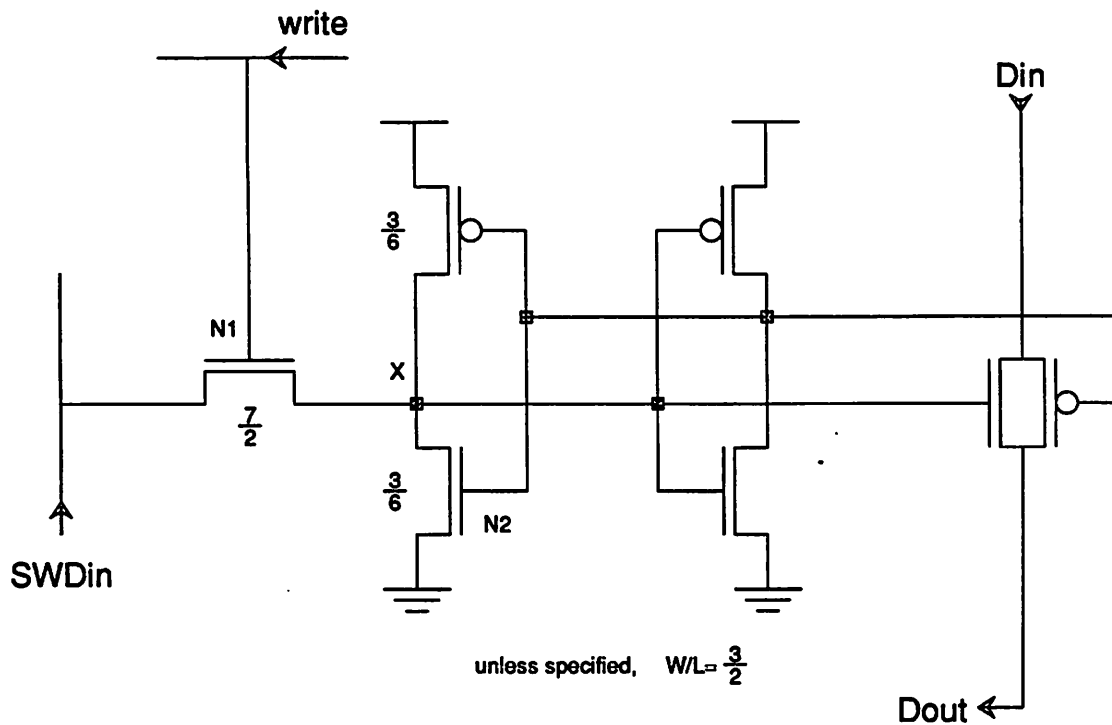 write
Din
3
6
N1
X
7
2
3
6
N2
SWDin
unless specified, W/L= 3
2
Dout